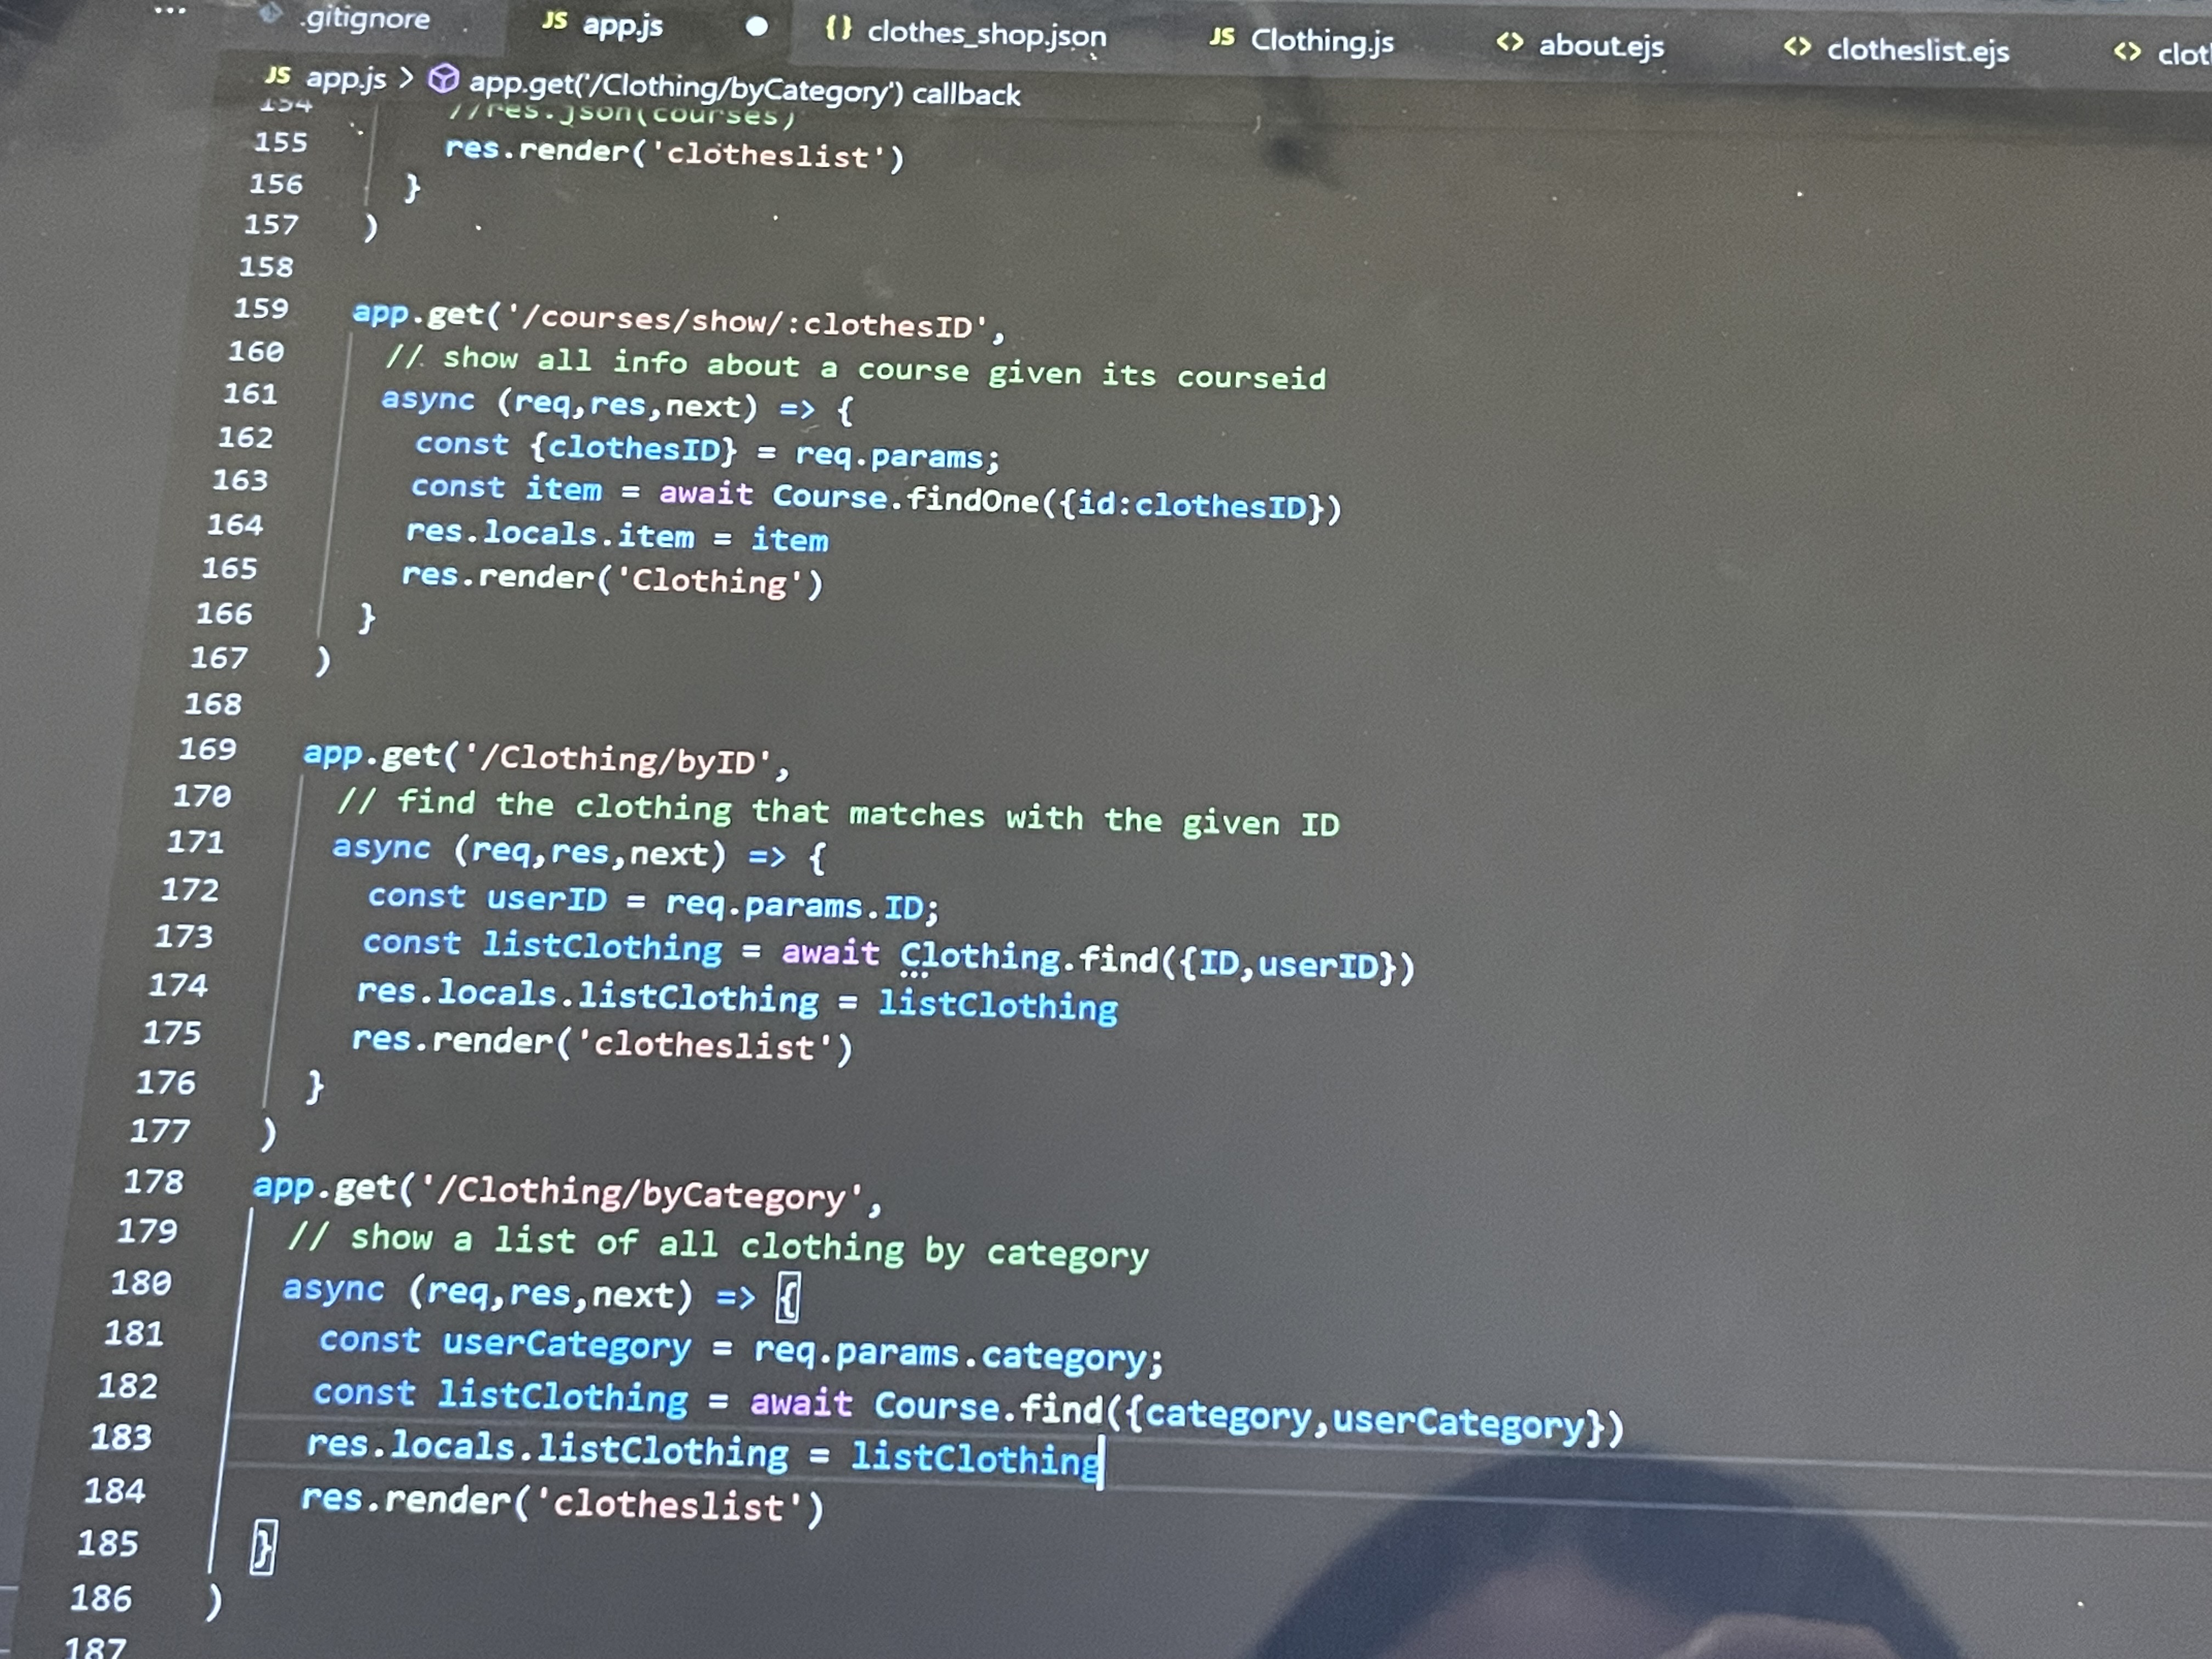 ... .gitignore JS app.js ● {} clothes_shop.json JS Clothing.js <> about.ejs <> clotheslist.ejs <> clot
JS app.js > app.get('/Clothing/byCategory') callback
154 //res.json(courses)
155 res.render('clotheslist')
156 }
157 )
158
159 app.get('/courses/show/:clothesID',
160 // show all info about a course given its courseid
161 async (req,res,next) => {
162 const {clothesID} = req.params;
163 const item = await Course.findOne({id:clothesID})
164 res.locals.item = item
165 res.render('Clothing')
166 }
167 )
168
169 app.get('/Clothing/byID',
170 // find the clothing that matches with the given ID
171 async (req,res,next) => {
172 const userID = req.params.ID;
173 const listClothing = await Clothing.find({ID,userID})
174 res.locals.listClothing = listClothing
175 res.render('clotheslist')
176 }
177 )
178 app.get('/Clothing/byCategory',
179 // show a list of all clothing by category
180 async (req,res,next) => {
181 const userCategory = req.params.category;
182 const listClothing = await Course.find({category,userCategory})
183 res.locals.listClothing = listClothing
184 res.render('clotheslist')
185 }
186 )
187